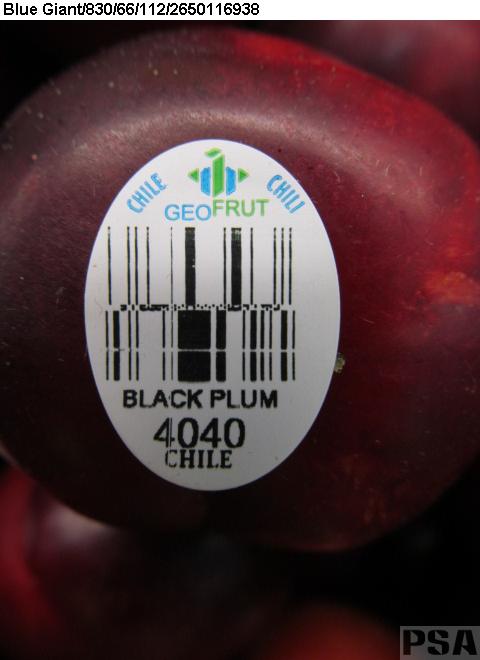 Blue Giant/830/66/112/2650116938
CHILE CHILI
GEOFRUT
BLACK PLUM
4040
CHILE
PSA